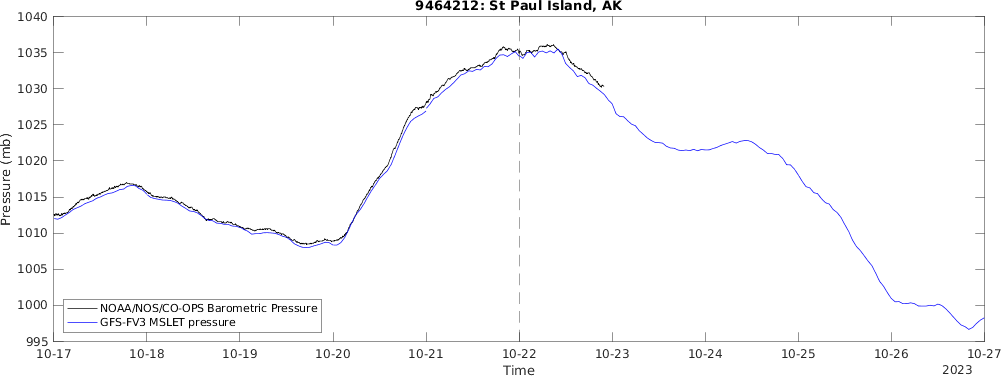 9464212: St Paul Island, AK
1040
1035
1030
1025
1020
1015
1010
1005
1000
995
Pressure (mb)
NOAA/NOS/CO-OPS Barometric Pressure
GFS-FV3 MSLET pressure
10-17 10-18 10-19 10-20 10-21 10-22 10-23 10-24 10-25 10-26 10-27
Time
2023